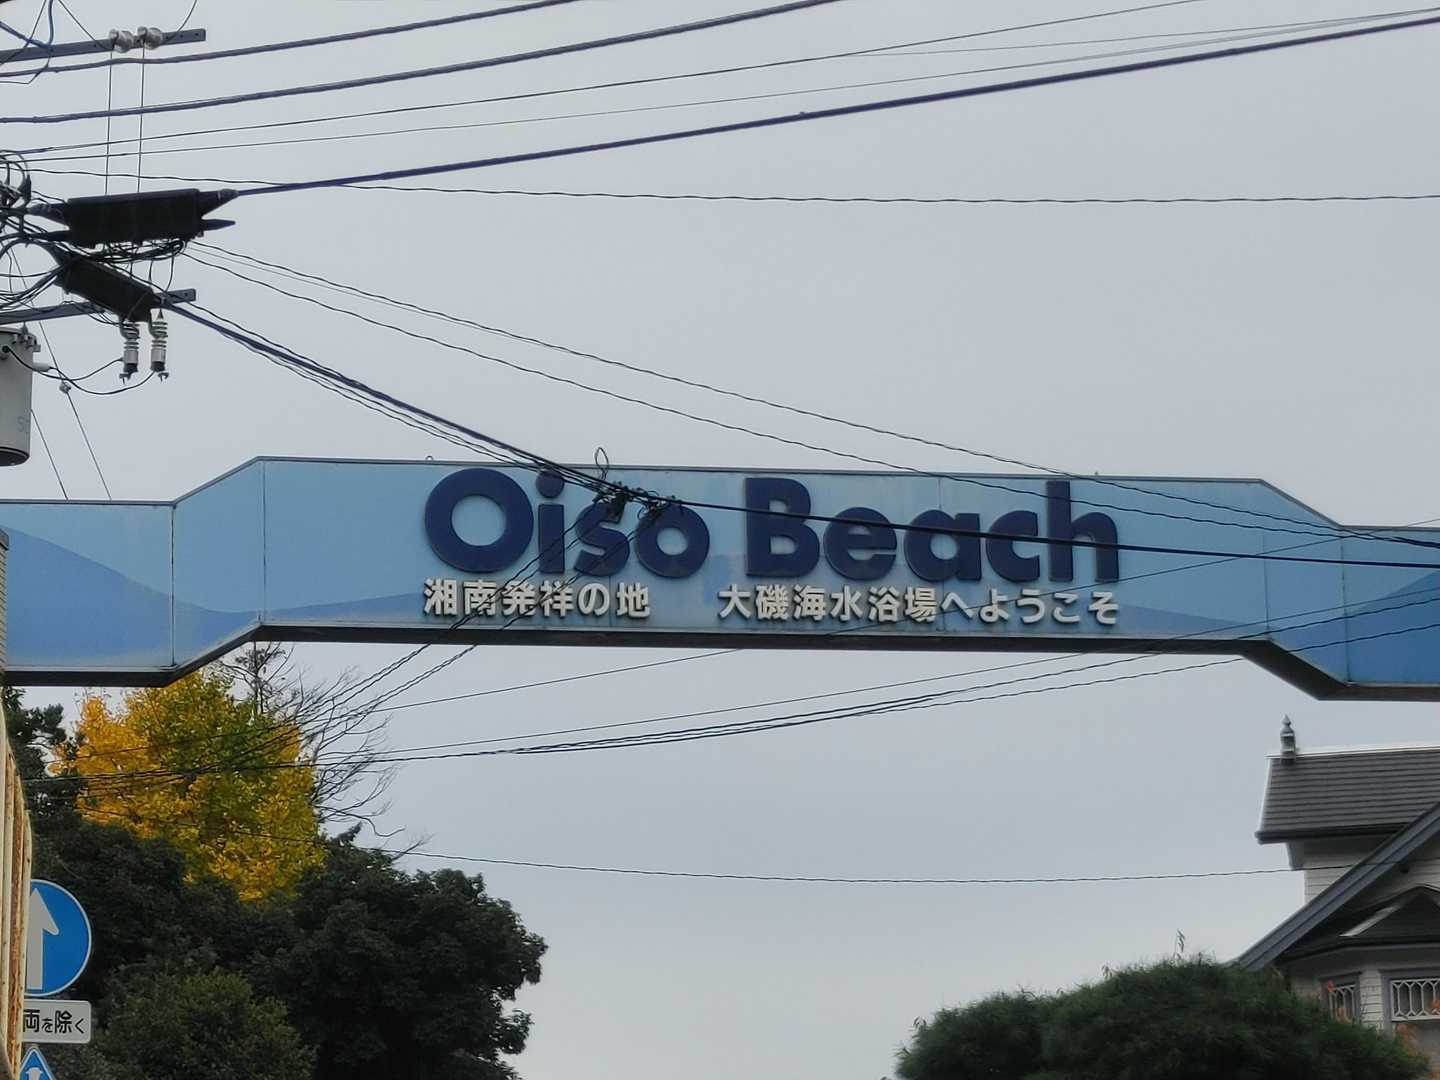 Oiso Beach
湘南発祥の地 大磯海水浴場へようこそ
両を除く